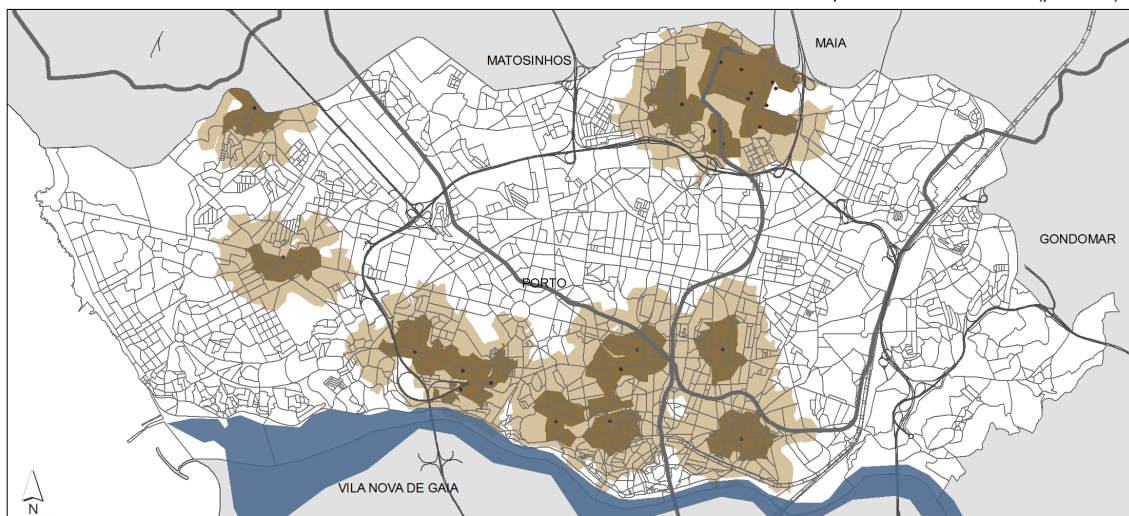 MAIA
MATOSINHOS
GONDOMAR
PORTO
VILA NOVA DE GAIA
N